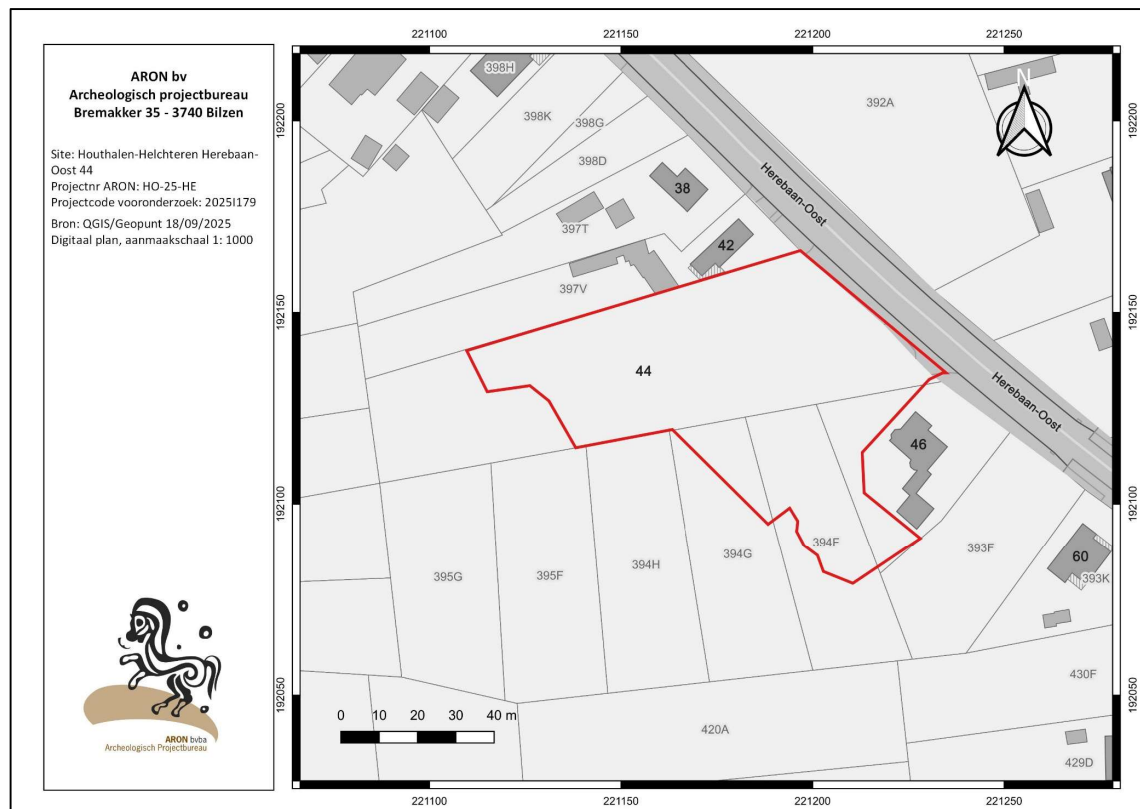 ARON bv
Archeologisch projectbureau
Bremakker 35 - 3740 Bilzen
Site: Houthalen-Helchteren Herebaan-
Oost 44
Projectnr ARON: HO-25-HE
Projectcode vooronderzoek: 2025I179
Bron: QGIS/Geopunt 18/09/2025
Digitaal plan, aanmaakschaal 1: 1000
ARON bvba
Archeologisch Projectbureau
221100
221150
221200
221250
192200
192150
192100
192050
398H
398K
398G
398D
392A
N
Herebaan-Oost
38
397T
42
397V
44
Herebaan-Oost
46
395G
395F
394H
394G
394F
393F
60
393K
430F
420A
429D
0 10 20 30 40 m
192200
192150
192100
192050
221100
221150
221200
221250